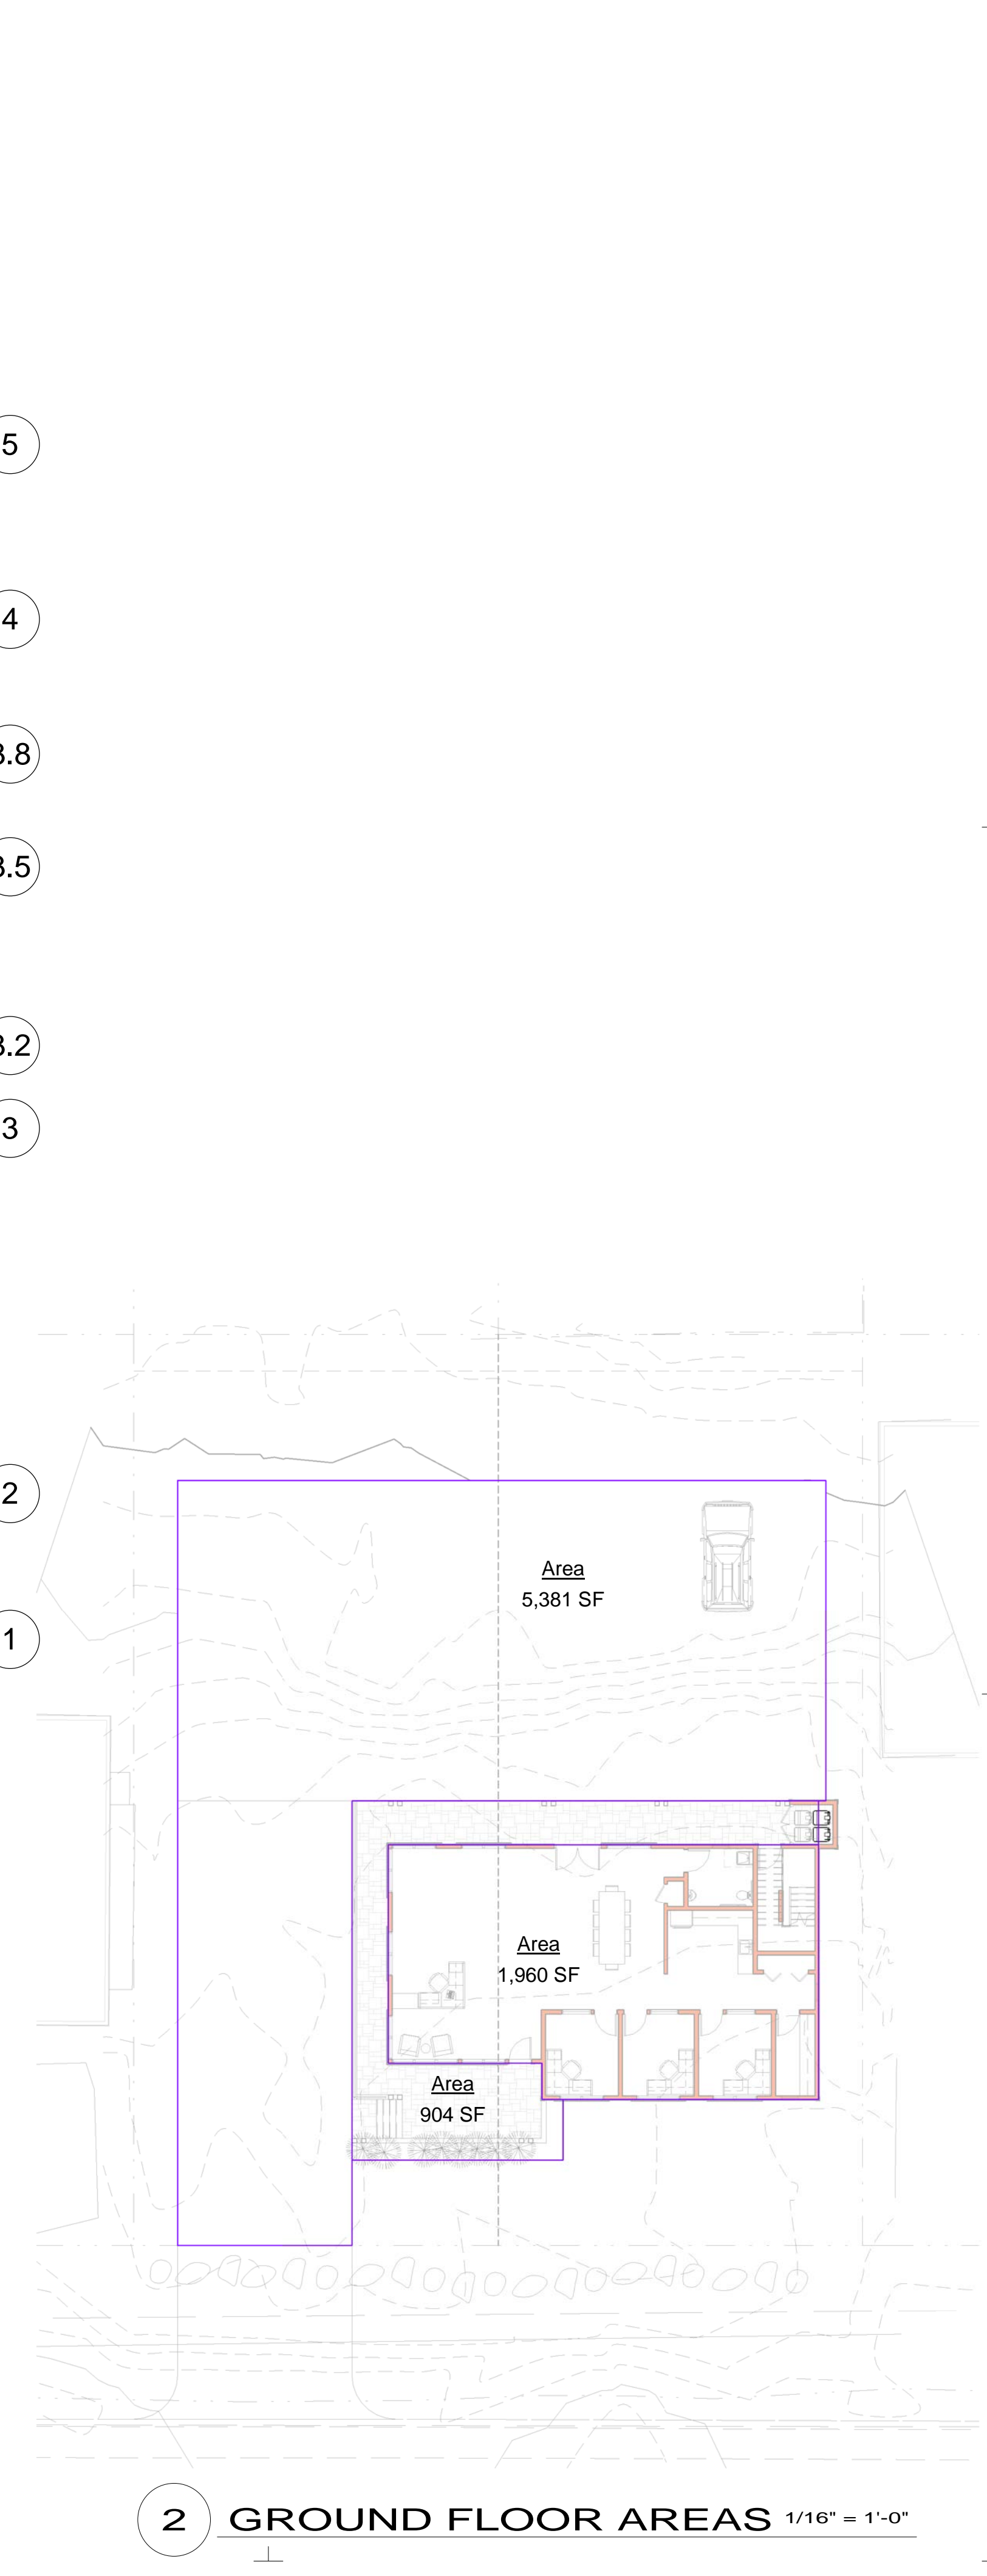 5
4
3.8
3.5
3.2
3
2
1
Area
5,381 SF
Area
1,960 SF
Area
904 SF
2 GROUND FLOOR AREAS 1/16" = 1'-0"